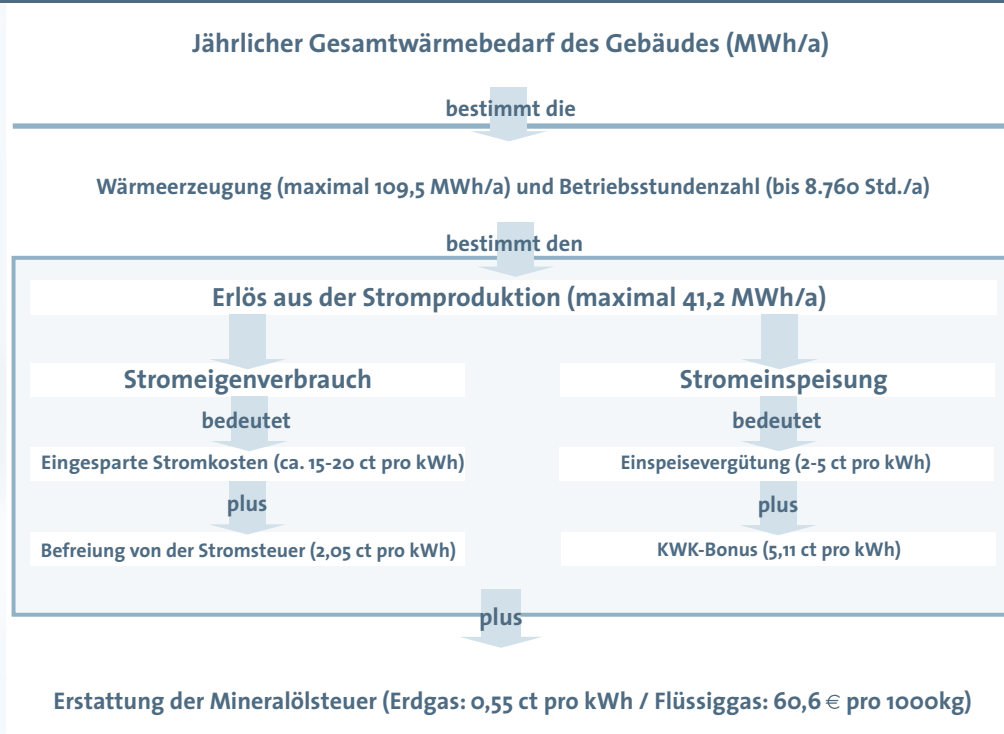 Jährlicher Gesamtwärmebedarf des Gebäudes (MWh/a)
bestimmt die
Wärmeerzeugung (maximal 109,5 MWh/a) und Betriebsstundenzahl (bis 8.760 Std./a)
bestimmt den
Erlös aus der Stromproduktion (maximal 41,2 MWh/a)
Stromeigenverbrauch
bedeutet
Eingesparte Stromkosten (ca. 15-20 ct pro kWh)
plus
Befreiung von der Stromsteuer (2,05 ct pro kWh)
Stromeinspeisung
bedeutet
Einspeisevergütung (2-5 ct pro kWh)
plus
KWK-Bonus (5,11 ct pro kWh)
plus
Erstattung der Mineralölsteuer (Erdgas: 0,55 ct pro kWh / Flüssiggas: 60,6 € pro 1000kg)